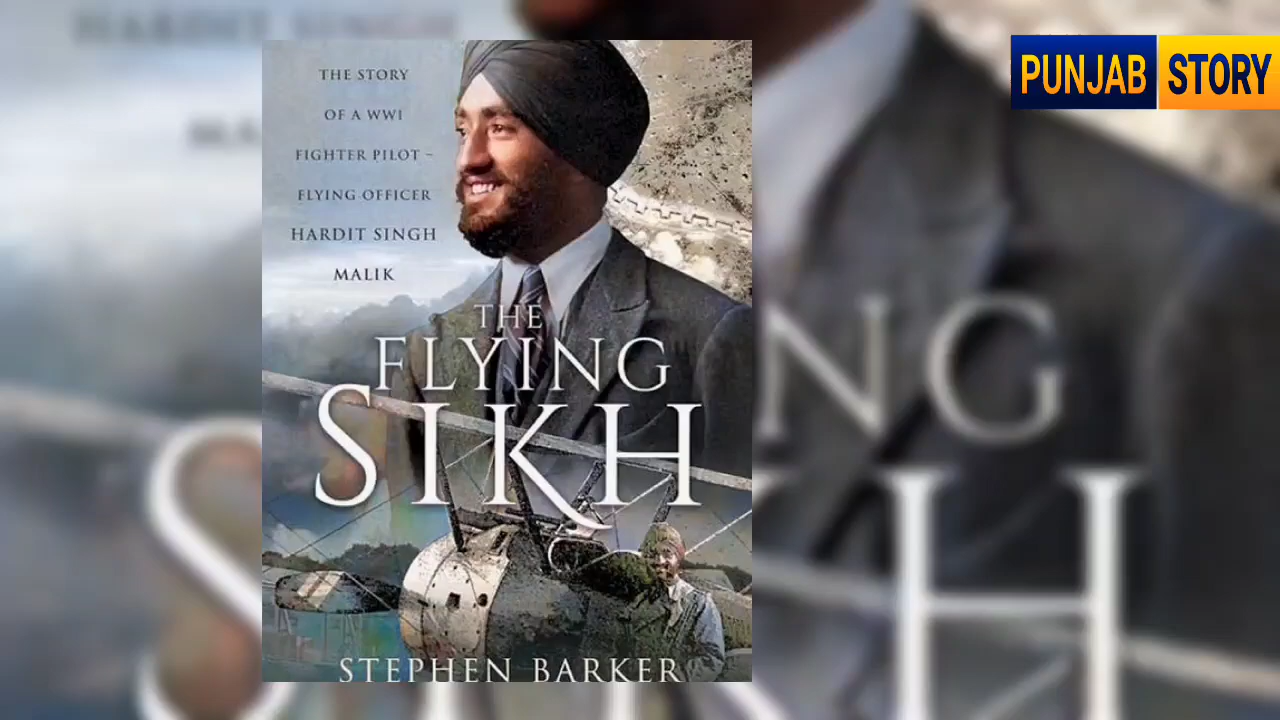 THE STORY
OF A WWI
FIGHTER PILOT –
FLYING OFFICER
HARDIT SINGH
MALIK
THE
FLYING
SIKH
STEPHEN BARKER
PUNJAB STORY